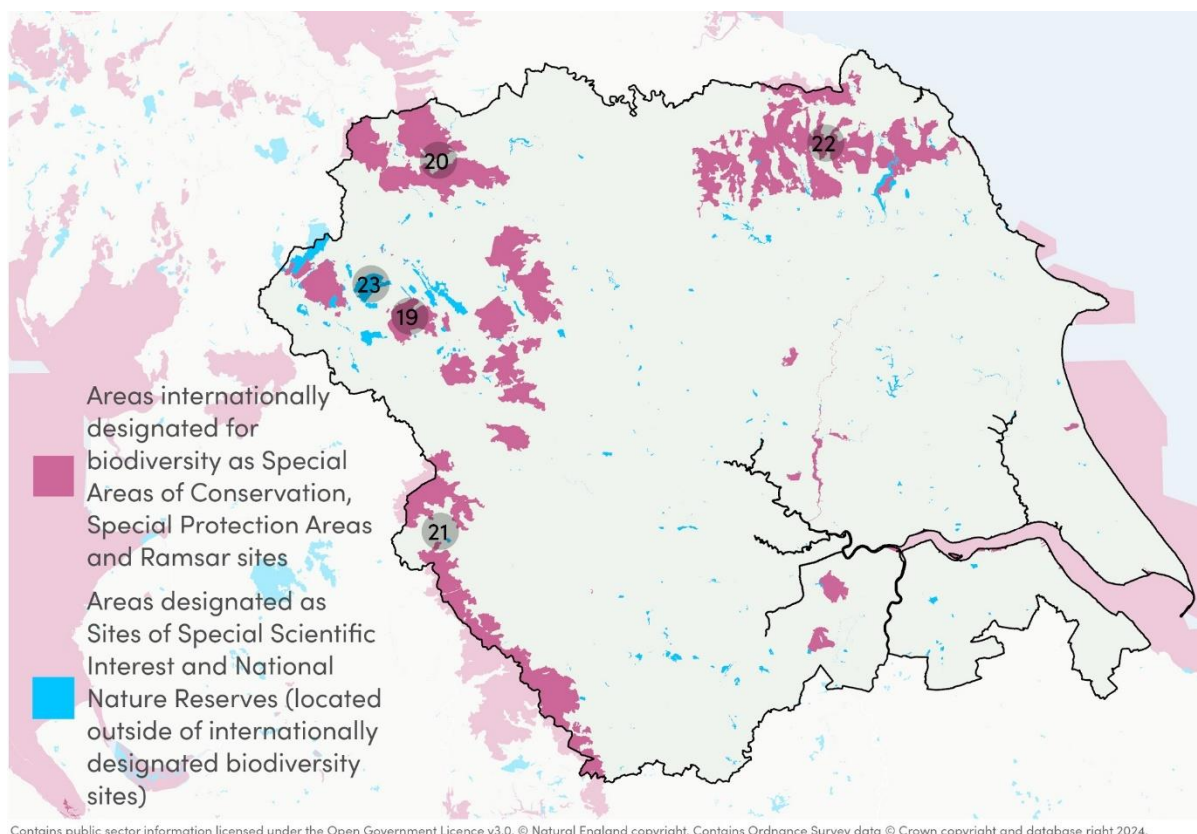 20
22
23
19
21
Areas internationally
designated for
biodiversity as Special
Areas of Conservation,
Special Protection Areas
and Ramsar sites
Areas designated as
Sites of Special Scientific
Interest and National
Nature Reserves (located
outside of internationally
designated biodiversity
sites)
Contains public sector information licensed under the Open Government Licence v3.0. © Natural England copyright. Contains Ordnance Survey data © Crown copyright and database right 2024.